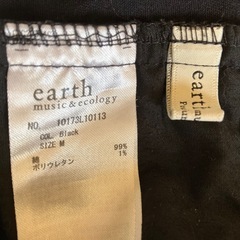 earth
music & ecology
NO. 10173L10113
COL. Black
SIZE M
綿 99%
ポリウレタン 1%
earth